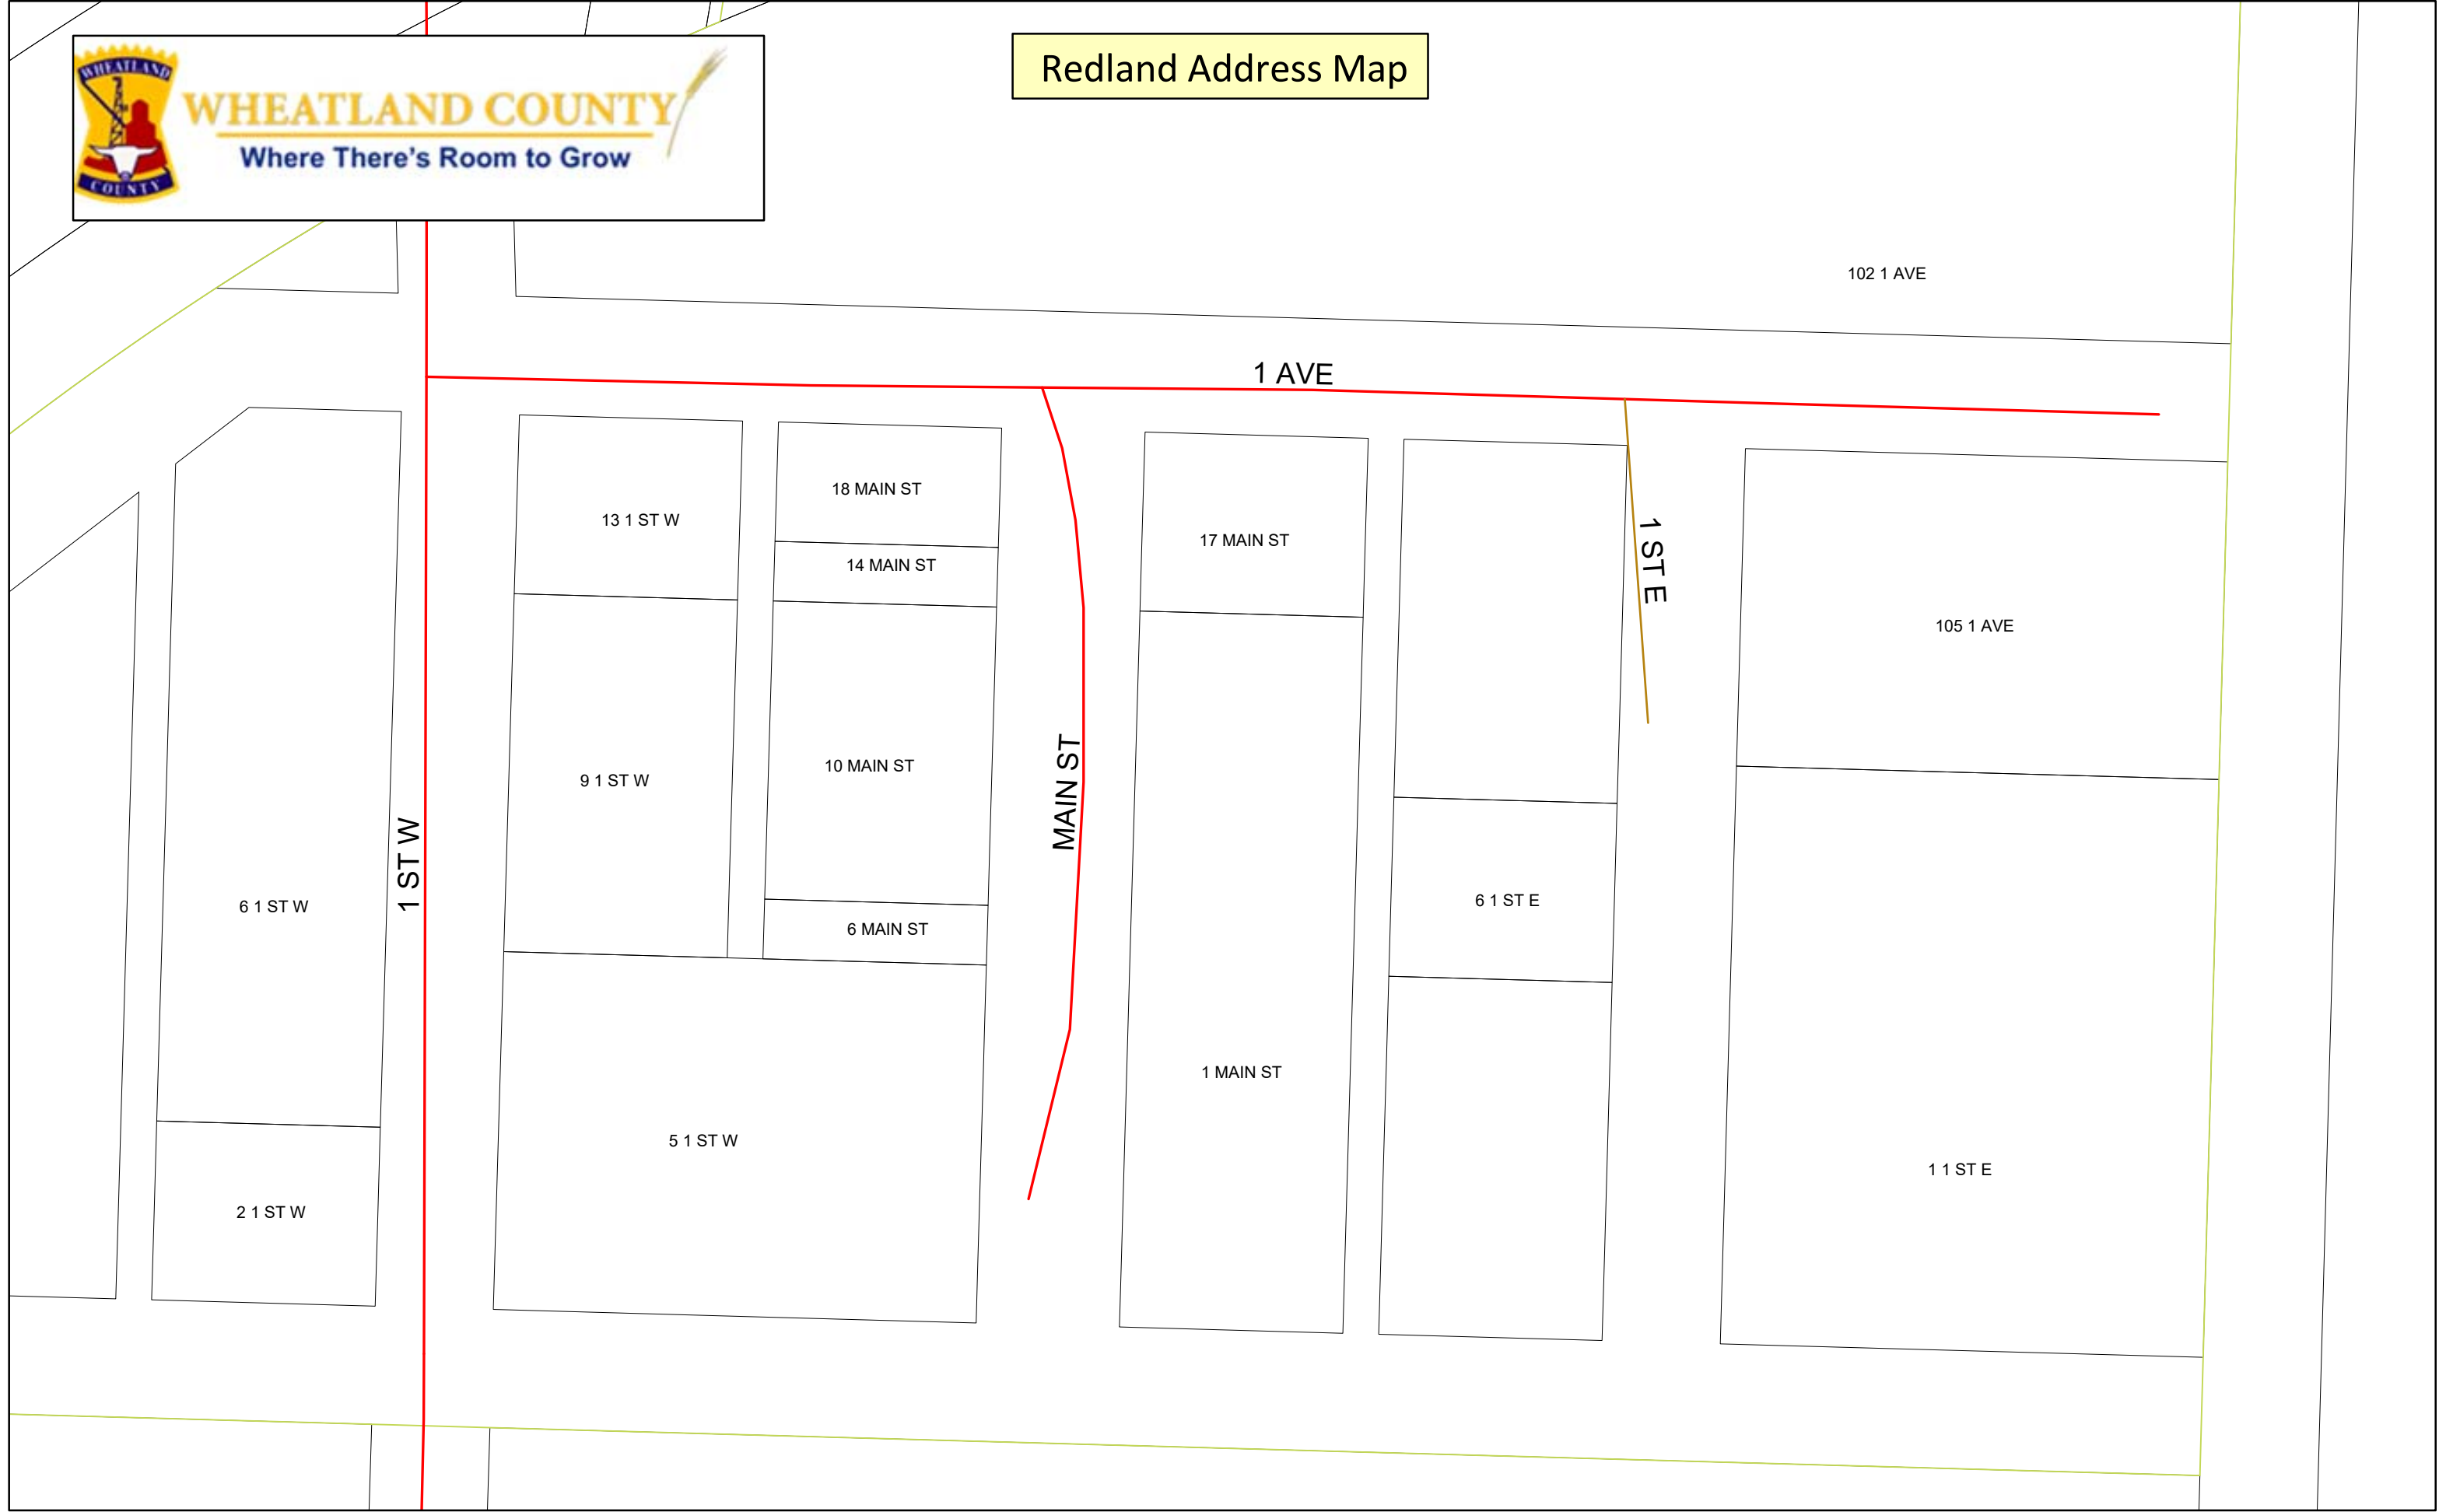 Redland Address Map
WHEATLAND
COUNTY
WHEATLAND COUNTY
Where There's Room to Grow
102 1 AVE
1 AVE
18 MAIN ST
13 1 ST W
14 MAIN ST
17 MAIN ST
1 ST E
105 1 AVE
10 MAIN ST
9 1 ST W
MAIN ST
1 ST W
6 1 ST W
6 1 ST E
6 MAIN ST
1 MAIN ST
5 1 ST W
1 1 ST E
2 1 ST W